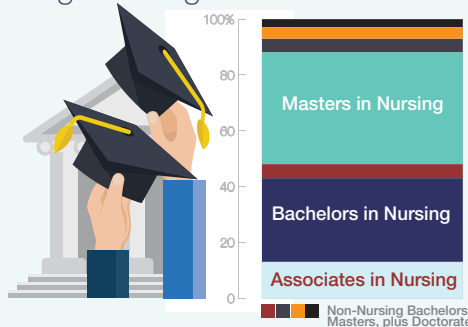 100%
80
Masters in Nursing
60
40
Bachelors in Nursing
20
Associates in Nursing
0
Non-Nursing Bachelors
Masters, plus Doctorate